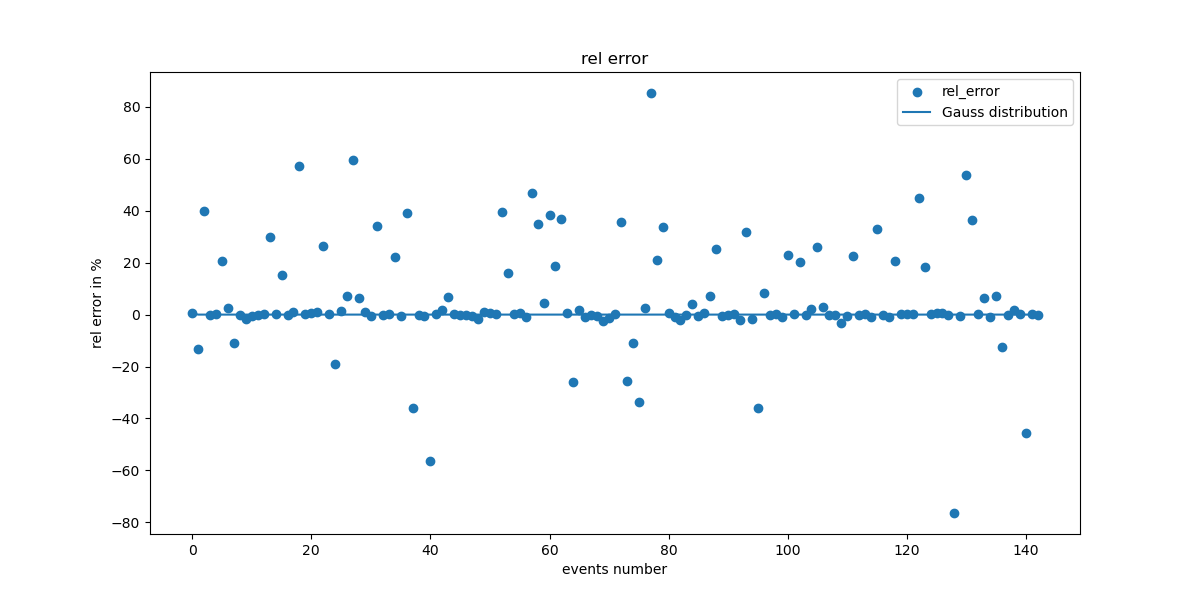 rel error
rel_error
Gauss distribution
rel error in %
80
60
40
20
0
−20
−40
−60
−80
0 20 40 60 80 100 120 140
events number